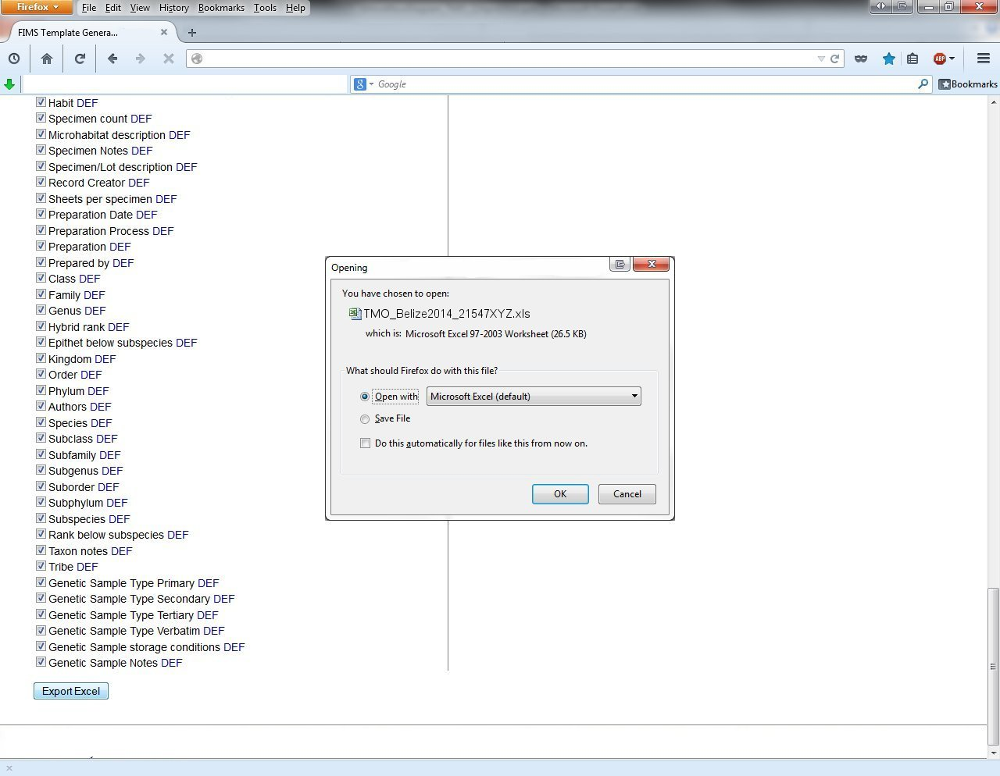 Firefox File Edit View History Bookmarks Tools Help
FIMS Template Genera...
ABP
8 Google Bookmarks
Habit DEF
Specimen count DEF
Microhabitat description DEF
Specimen Notes DEF
Specimen/Lot description DEF
Record Creator DEF
Sheets per specimen DEF
Preparation Date DEF
Preparation Process DEF
Preparation DEF
Prepared by DEF
Class DEF
Family DEF
Genus DEF
Hybrid rank DEF
Epithet below subspecies DEF
Kingdom DEF
Order DEF
Phylum DEF
Authors DEF
Species DEF
Subclass DEF
Subfamily DEF
Subgenus DEF
Suborder DEF
Subphylum DEF
Subspecies DEF
Rank below subspecies DEF
Taxon notes DEF
Tribe DEF
Genetic Sample Type Primary DEF
Genetic Sample Type Secondary DEF
Genetic Sample Type Tertiary DEF
Genetic Sample Type Verbatim DEF
Genetic Sample storage conditions DEF
Genetic Sample Notes DEF
Export Excel
Opening
You have chosen to open:
TMO_Belize2014_21547XYZ.xls
which is: Microsoft Excel 97-2003 Worksheet (26.5 KB)
What should Firefox do with this file?
Open with Microsoft Excel (default)
Save File
Do this automatically for files like this from now on.
OK Cancel